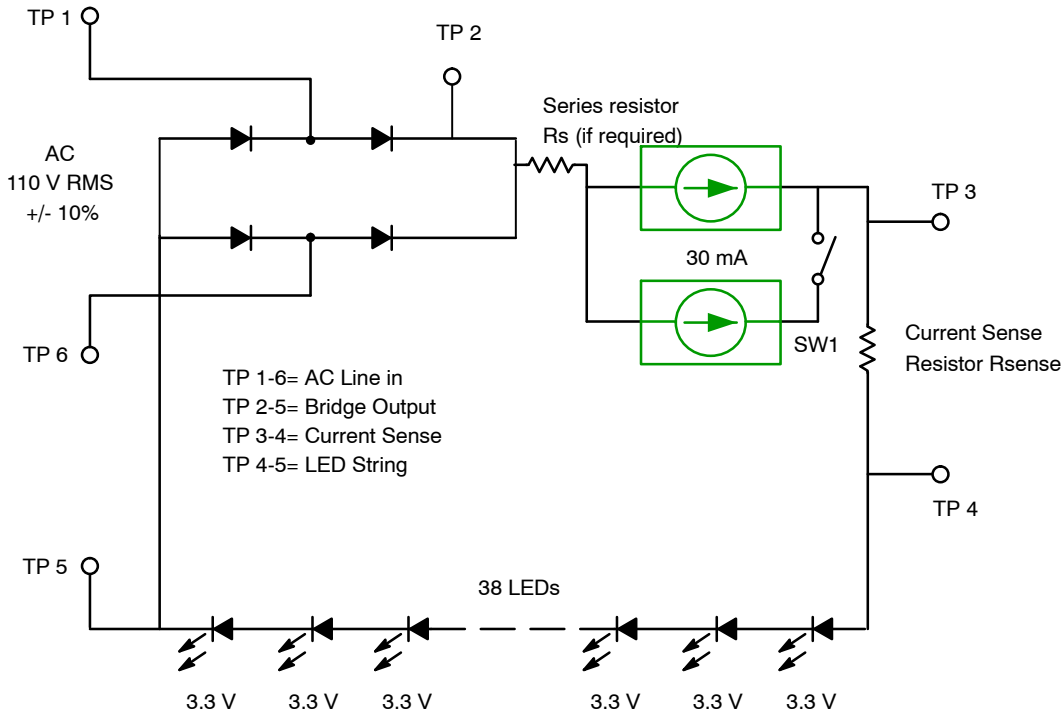 TP 1
TP 2
Series resistor
Rs (if required)
AC
110 V RMS
+/- 10%
TP 3
30 mA
SW1
TP 6
Current Sense
Resistor Rsense
TP 1-6= AC Line in
TP 2-5= Bridge Output
TP 3-4= Current Sense
TP 4-5= LED String
TP 4
TP 5
38 LEDs
3.3 V 3.3 V 3.3 V 3.3 V 3.3 V 3.3 V